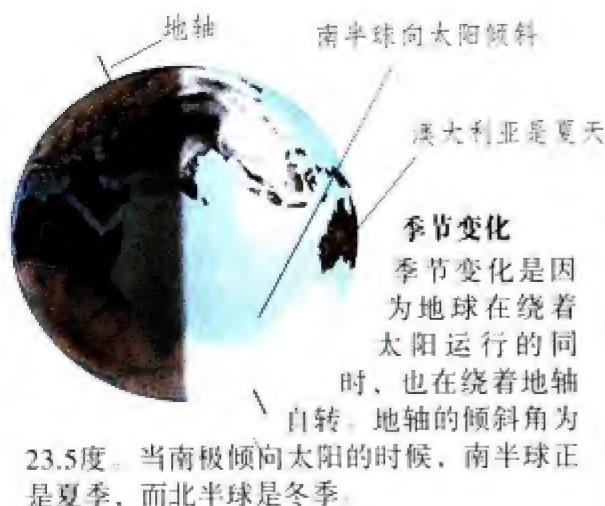 地轴
南半球向太阳倾斜
澳大利亚是夏天
季节变化
季节变化是因
为地球在绕着
太阳运行的同
时，也在绕着地轴
自转。地轴的倾斜角为
23.5度。当南极倾向太阳的时候，南半球正
是夏季，而北半球是冬季。